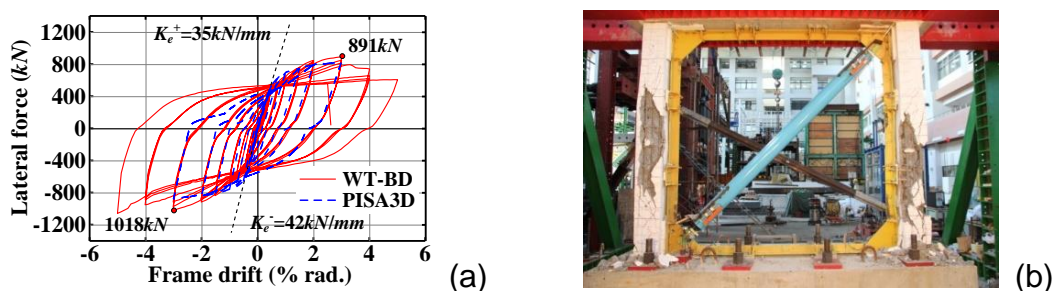 1200
800
400
0
-400
-800
-1200
Lateral force (kN)
Ke+=35kN/mm
891kN
WT-BD
PISA3D
1018kN
Ke-=42kN/mm
-6 -4 -2 0 2 4 6
Frame drift (% rad.)
(a)
(b)